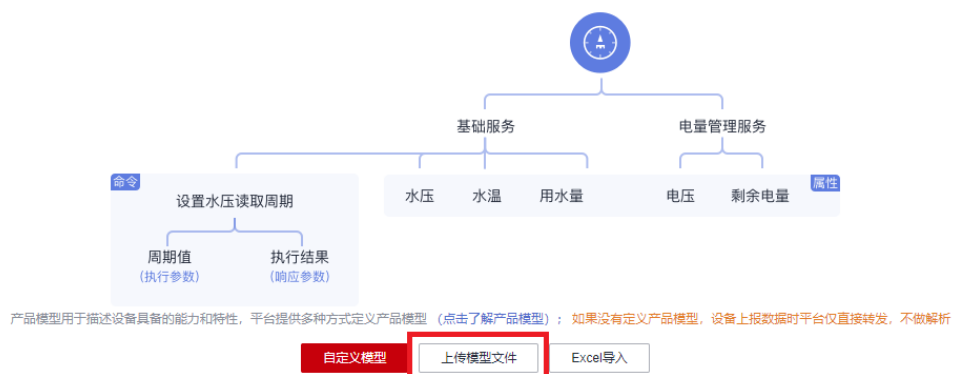 基础服务
电量管理服务
命令
设置水压读取周期
水压
水温
用水量
电压
剩余电量
属性
周期值
(执行参数)
执行结果
(响应参数)
产品模型用于描述设备具备的能力和特性，平台提供多种方式定义产品模型 （点击了解产品模型）；如果没有定义产品模型，设备上报数据时平台仅直接转发，不做解析
自定义模型
上传模型文件
Excel导入